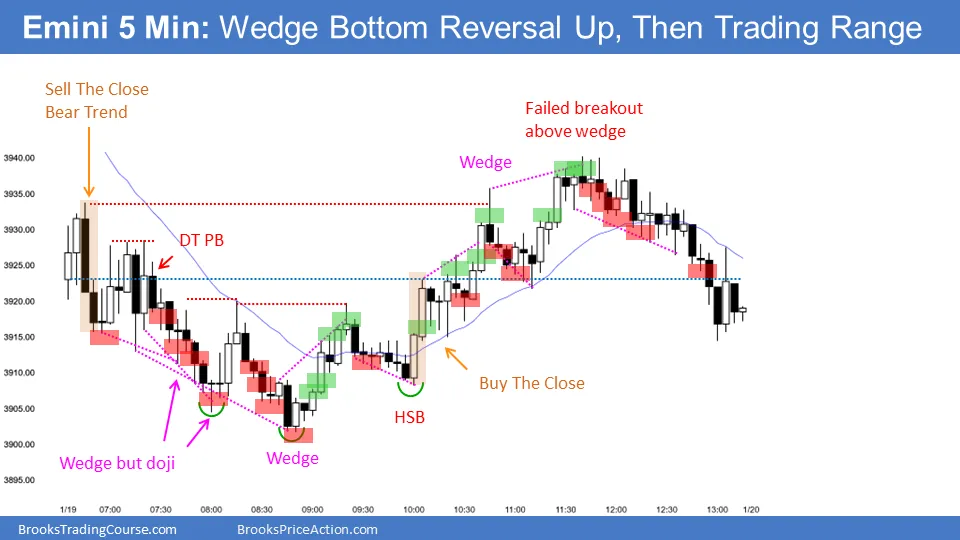 Emini 5 Min: Wedge Bottom Reversal Up, Then Trading Range
Sell The Close
Bear Trend
Failed breakout
above wedge
Wedge
DT PB
Buy The Close
HSB
Wedge
Wedge but doji
3940.00
3935.00
3930.00
3925.00
3920.00
3915.00
3910.00
3905.00
3900.00
3895.00
1/19 07:00 07:30 08:00 08:30 09:00 09:30 10:00 10:30 11:00 11:30 12:00 12:30 13:00 1/20
BrooksTradingCourse.com BrooksPriceAction.com